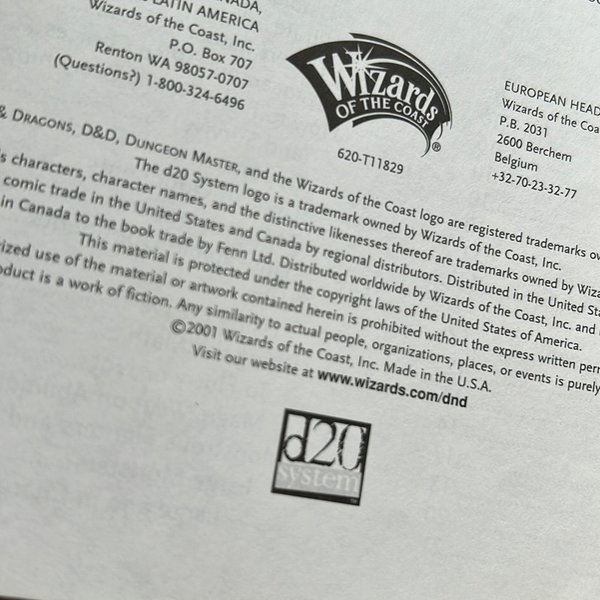 LATIN AMERICA
Wizards of the Coast, Inc.
P.O. Box 707
Renton WA 98057-0707
(Questions?) 1-800-324-6496
Wizards
OF THE COAST
®
620-T11829
EUROPEAN HEAD
Wizards of the Coa
P.B. 2031
2600 Berchem
Belgium
+32-70-23-32-77
& DRAGONS, D&D, DUNGEON MASTER, and the Wizards of the Coast logo are registered trademarks ow
The d20 System logo is a trademark owned by Wizards of the Coast, Inc.
s characters, character names, and the distinctive likenesses thereof are trademarks owned by Wiza
comic trade in the United States and Canada by regional distributors. Distributed in the United Sta
in Canada to the book trade by Fenn Ltd. Distributed worldwide by Wizards of the Coast, Inc. and
This material is protected under the copyright laws of the United States of America.
rized use of the material or artwork contained herein is prohibited without the express written perm
oduct is a work of fiction. Any similarity to actual people, organizations, places, or events is purely
©2001 Wizards of the Coast, Inc. Made in the U.S.A.
Visit our website at www.wizards.com/dnd
d20
system